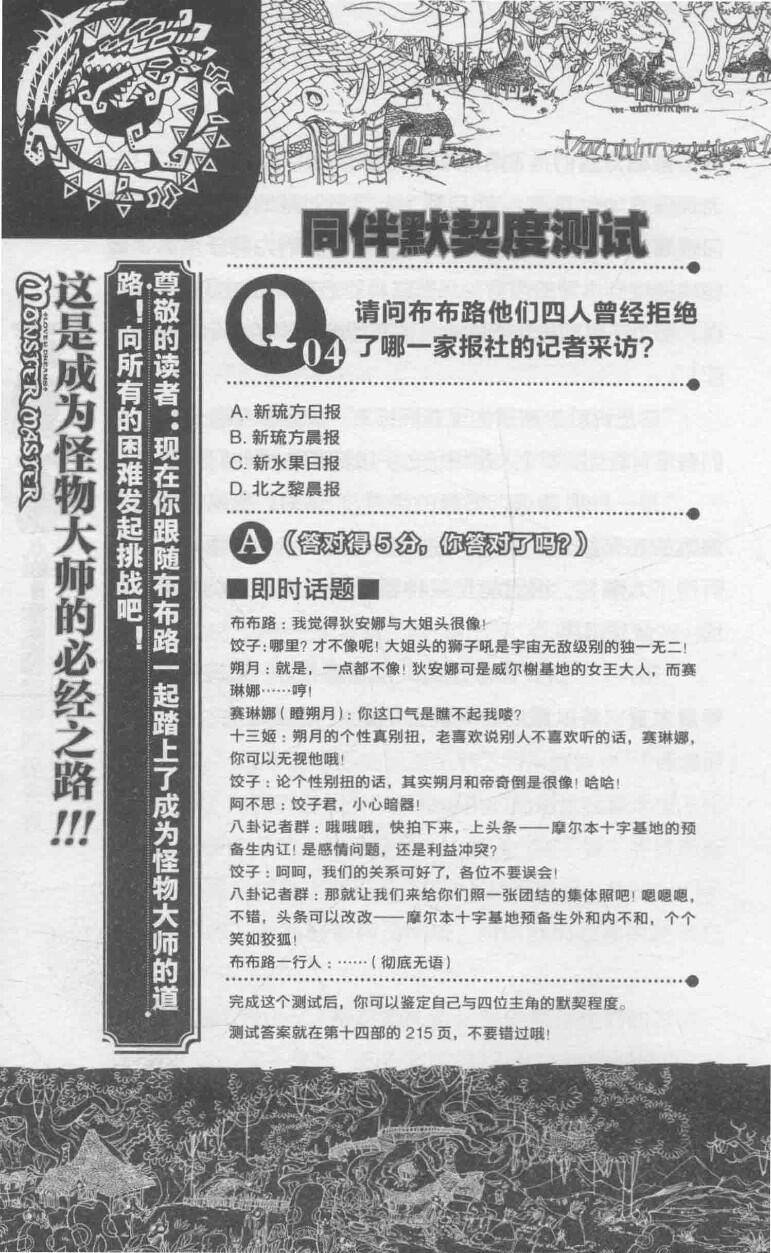 同伴默契度测试
Q04
请问布布路他们四人曾经拒绝
了哪一家报社的记者采访?
A. 新琉方日报
B. 新琉方晨报
C. 新水果日报
D. 北之黎晨报
A
《答对得5分，你答对了吗?》
■即时话题■
布布路：我觉得狄安娜与大姐头很像!
饺子：哪里? 才不像呢! 大姐头的狮子吼是宇宙无敌级别的独一无二!
朔月：就是，一点都不像! 狄安娜可是威尔榭基地的女王大人，而赛
琳娜……哼!
赛琳娜（瞪朔月）：你这口气是瞧不起我喽?
十三姬：朔月的个性真别扭，老喜欢说别人不喜欢听的话，赛琳娜，
你可以无视他哦!
饺子：论个性别扭的话，其实朔月和帝奇倒是很像! 哈哈!
阿不思：饺子君，小心暗器!
八卦记者群：哦哦哦，快拍下来，上头条——摩尔本十字基地的预
备生内讧! 是感情问题，还是利益冲突?
饺子：呵呵，我们的关系可好了，各位不要误会!
八卦记者群：那就让我们来给你们照一张团结的集体照吧! 嗯嗯嗯，
不错，头条可以改改——摩尔本十字基地预备生外和内不和，个个
笑如狡狐!
布布路一行人：……（彻底无语）
完成这个测试后，你可以鉴定自己与四位主角的默契程度。
测试答案就在第十四部的 215 页，不要错过哦!
尊敬的读者：现在你跟随布布路一起踏上了成为怪物大师的道
路! 向所有的困难发起挑战吧!
这是成为怪物大师的必经之路!!!
LOVE & DREAMS
MONSTER MASTER